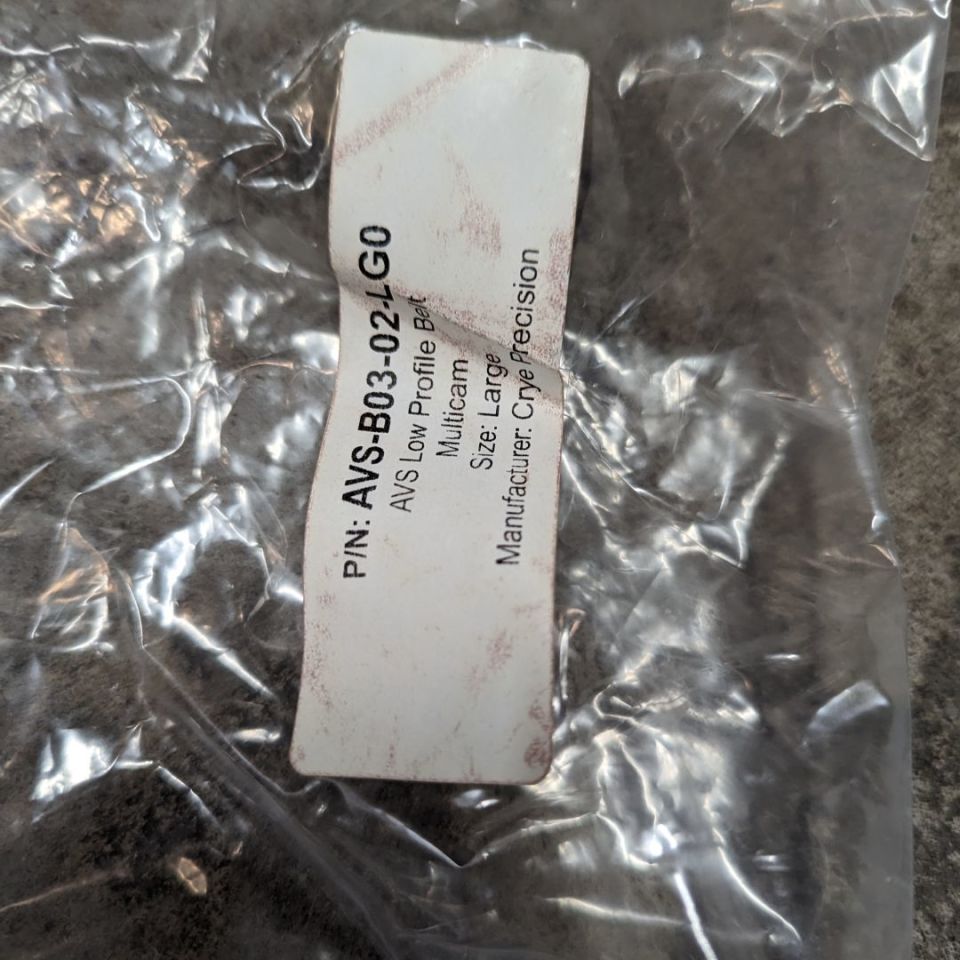 P/N: AVS-B03-02-LG0
AVS Low Profile Belt
Multicam
Size: Large
Manufacturer: Crye Precision